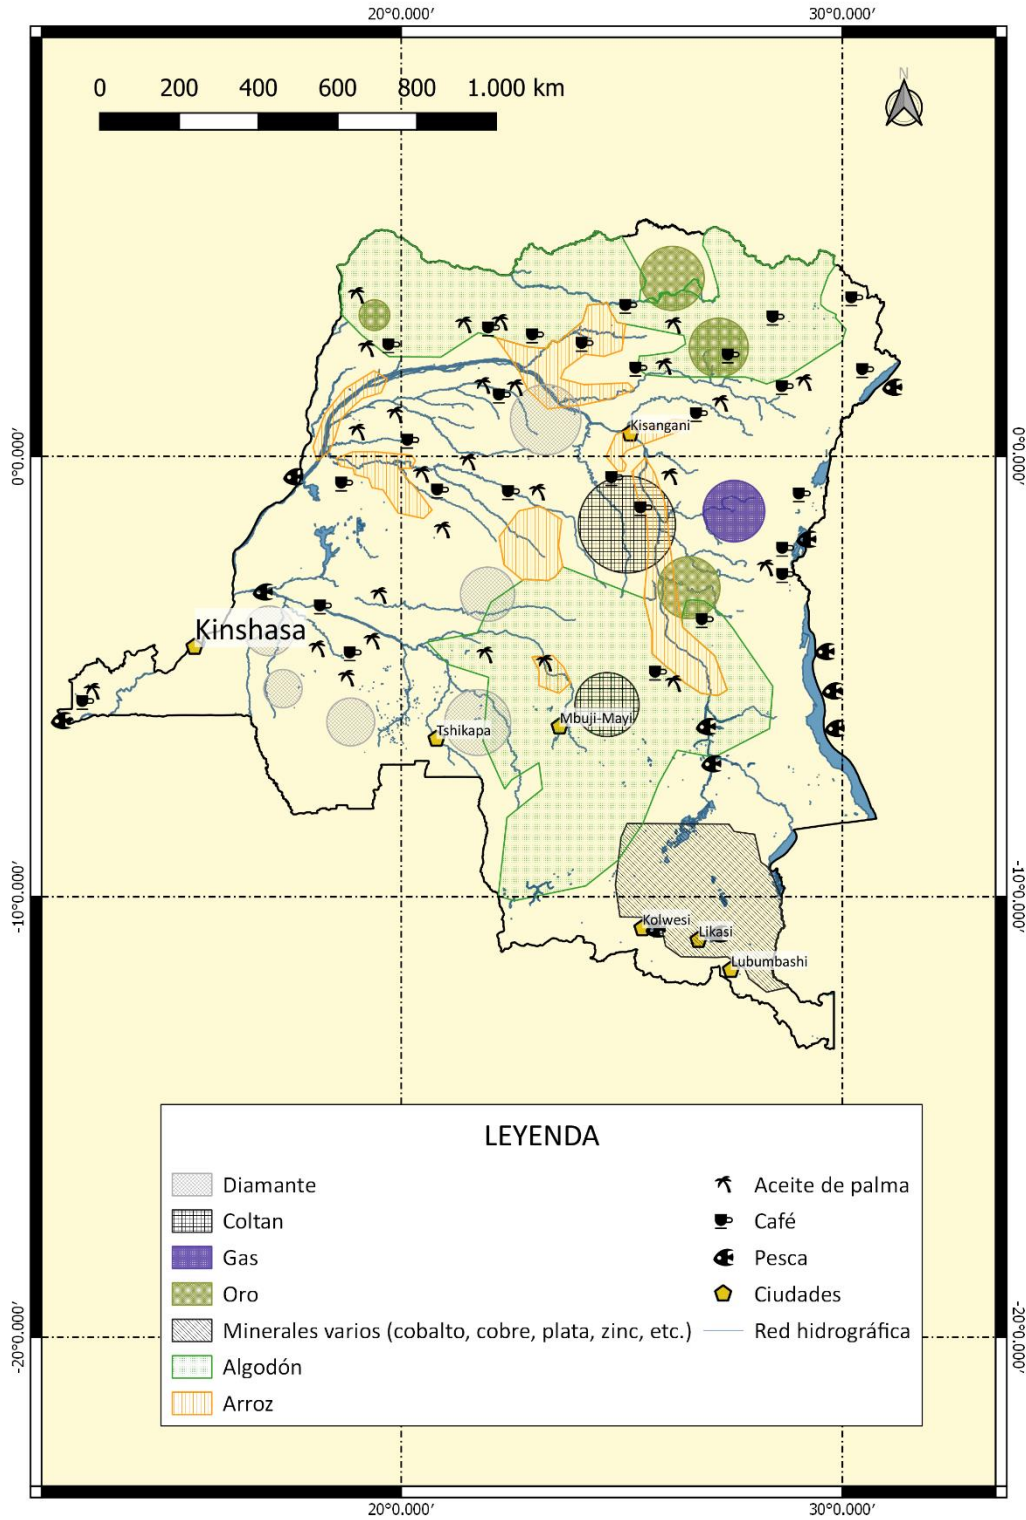 20°0.000′ 30°0.000′
0 200 400 600 800 1.000 km
N
Kisangani
0°0.000′ 0°0.000′
Kinshasa
Mbuji-Mayi
Tshikapa
-10°0.000′ -10°0.000′
Kolwesi
Likasi
Lubumbashi
LEYENDA
Diamante
Coltan
Gas
Oro
Minerales varios (cobalto, cobre, plata, zinc, etc.)
Algodón
Arroz
Aceite de palma
Café
Pesca
Ciudades
Red hidrográfica
-20°0.000′ -20°0.000′
20°0.000′ 30°0.000′